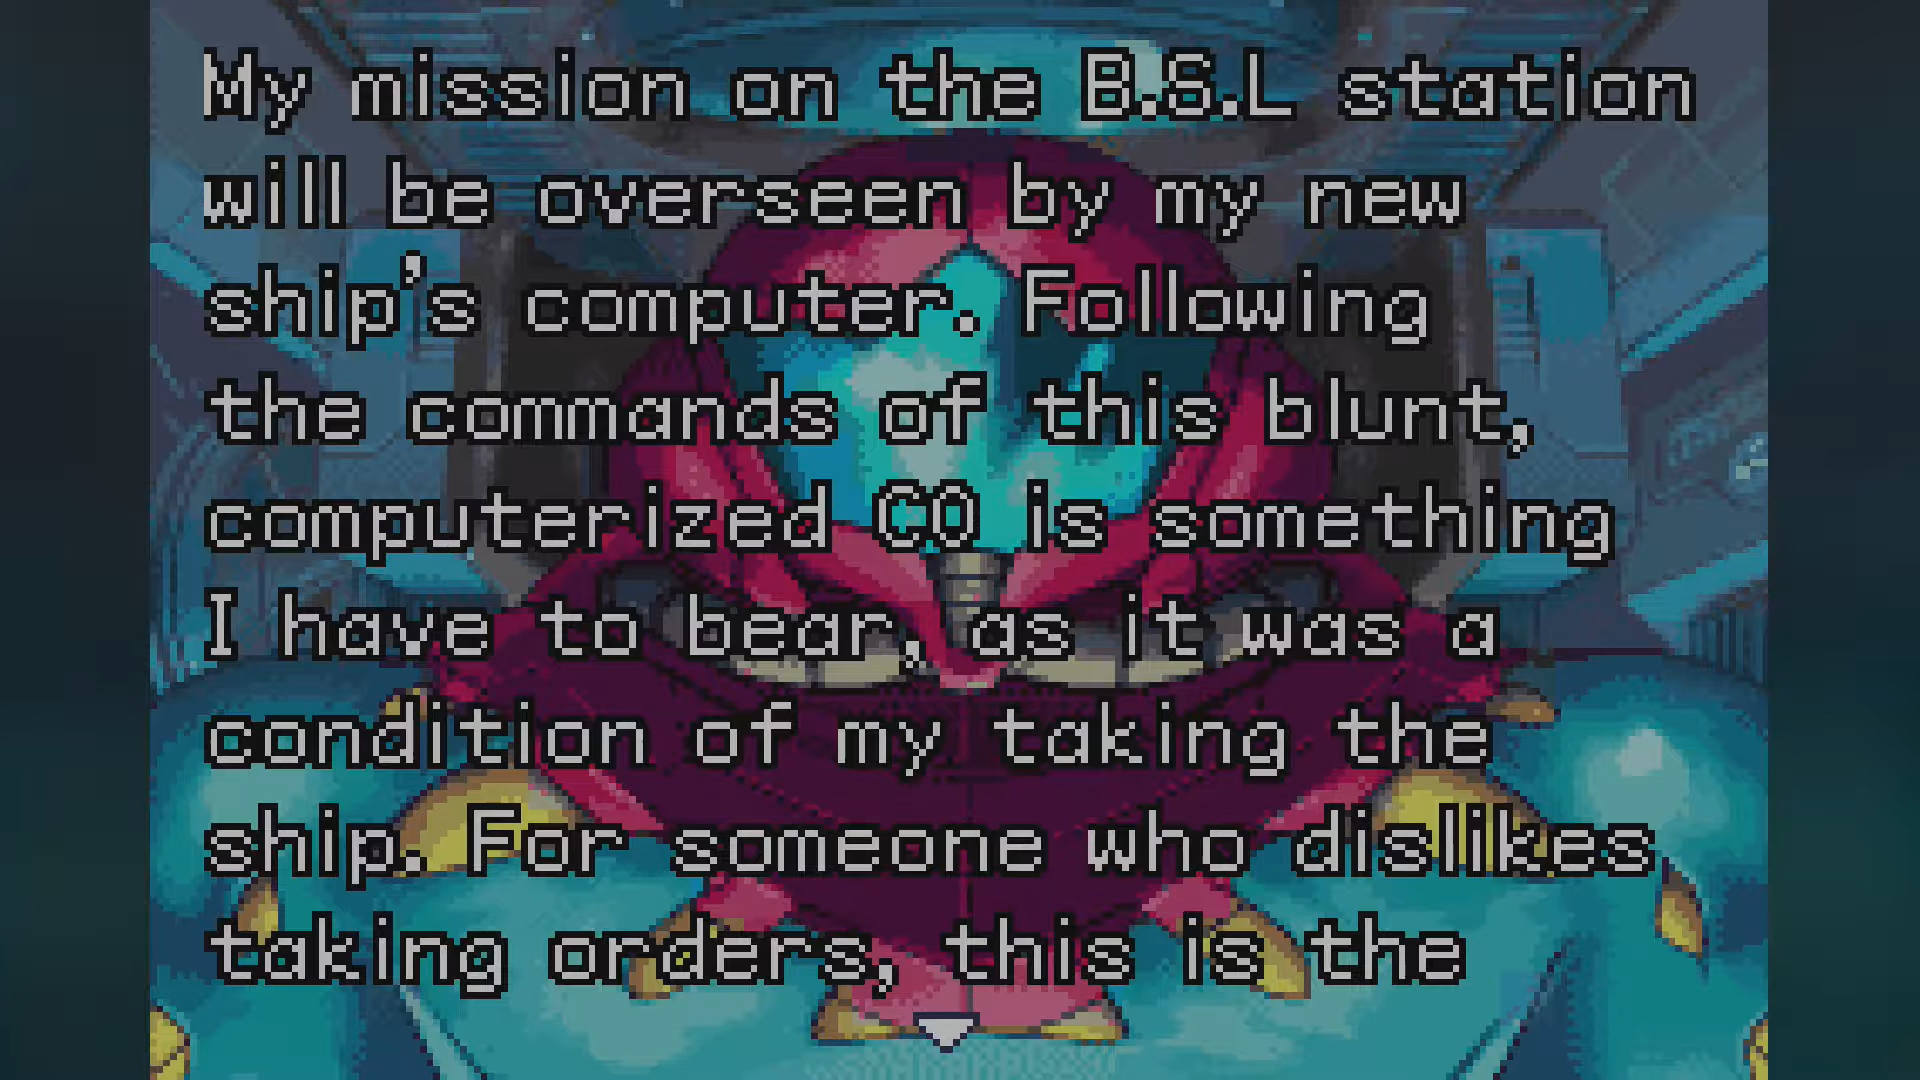 My mission on the B.S.L station
will be overseen by my new
ship's computer. Following
the commands of this blunt,
computerized CO is something
I have to bear, as it was a
condition of my taking the
ship. For someone who dislikes
taking orders, this is the